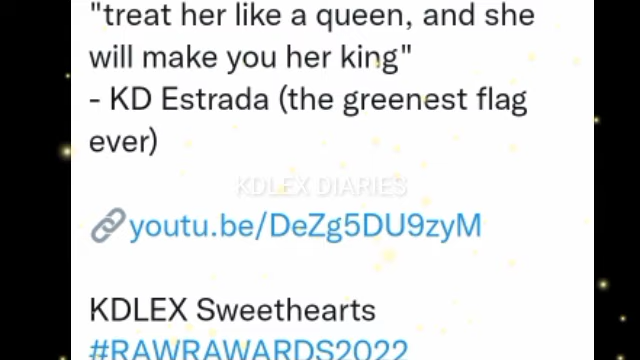 "treat her like a queen, and she
will make you her king"
- KD Estrada (the greenest flag
ever)
KDLEX DIARIES
youtu.be/DeZg5DU9zyM
KDLEX Sweethearts
#RAWRAWARDS2022